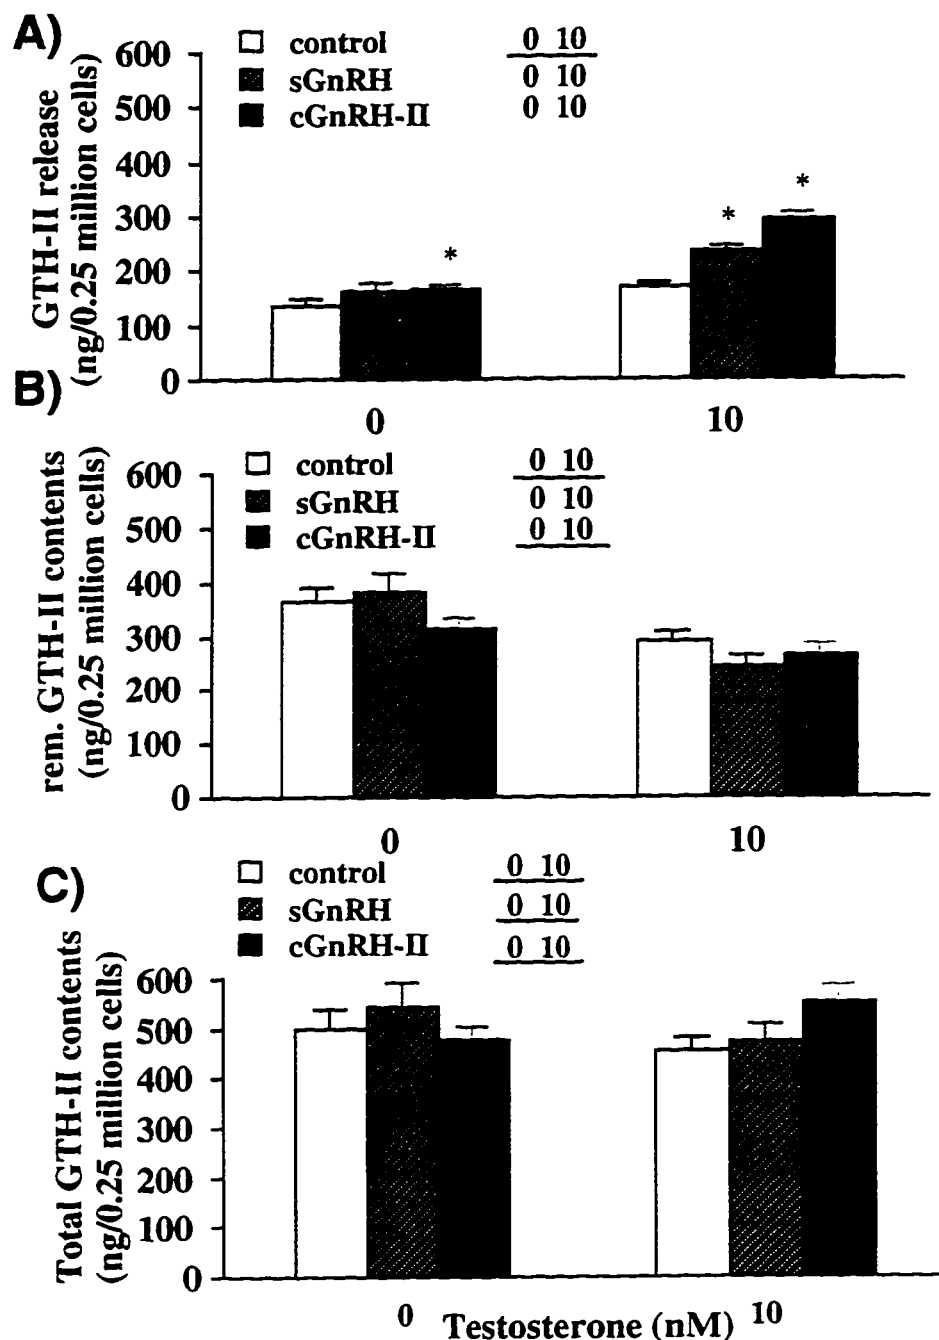 A)
GTH-II release
(ng/0.25 million cells)
600
500
400
300
200
100
0
control 0 10
sGnRH 0 10
cGnRH-II 0 10
*
*
*
0 10
B)
rem. GTH-II contents
(ng/0.25 million cells)
600
500
400
300
200
100
0
control 0 10
sGnRH 0 10
cGnRH-II 0 10
0 10
C)
Total GTH-II contents
(ng/0.25 million cells)
control 0 10
sGnRH 0 10
cGnRH-II 0 10
600
500
400
300
200
100
0
0 Testosterone (nM) 10